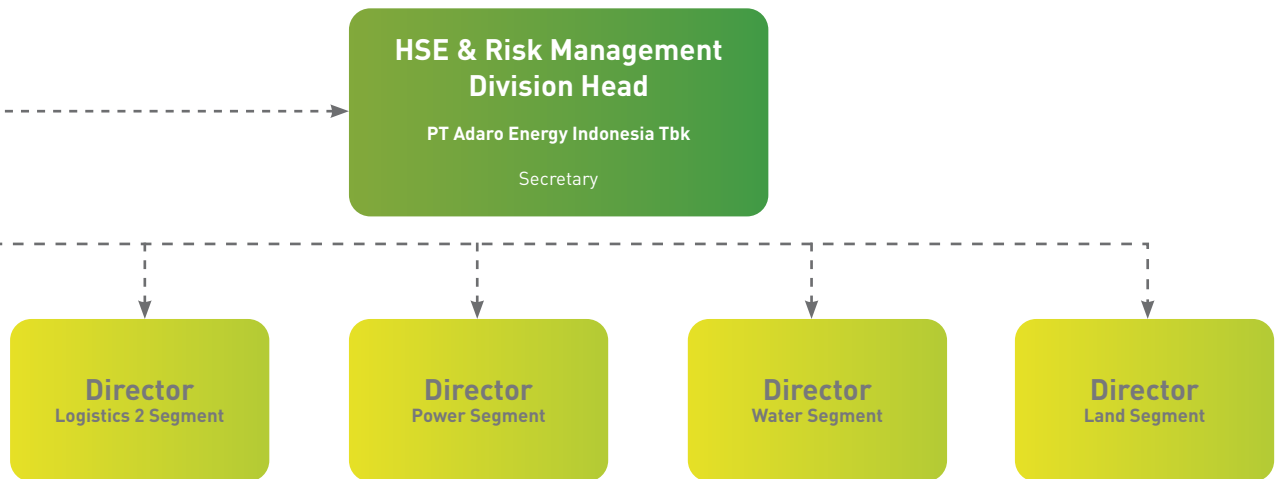 HSE & Risk Management
Division Head
PT Adaro Energy Indonesia Tbk
Secretary
Director
Logistics 2 Segment
Director
Power Segment
Director
Water Segment
Director
Land Segment